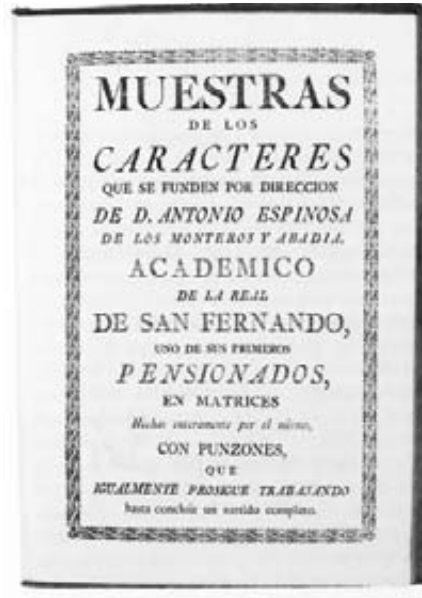 MUESTRAS
DE LOS
CARACTERES
QUE SE FUNDEN POR DIRECCION
DE D. ANTONIO ESPINOSA
DE LOS MONTEROS Y ABADIA,
ACADEMICO
DE LA REAL
DE SAN FERNANDO,
UNO DE SUS PRIMEROS
PENSIONADOS,
EN MATRICES
Hechas enteramente por el mismo,
CON PUNZONES,
QUE
IGUALMENTE PROSIGUE TRABAJANDO
hasta concluir un surtido completo.